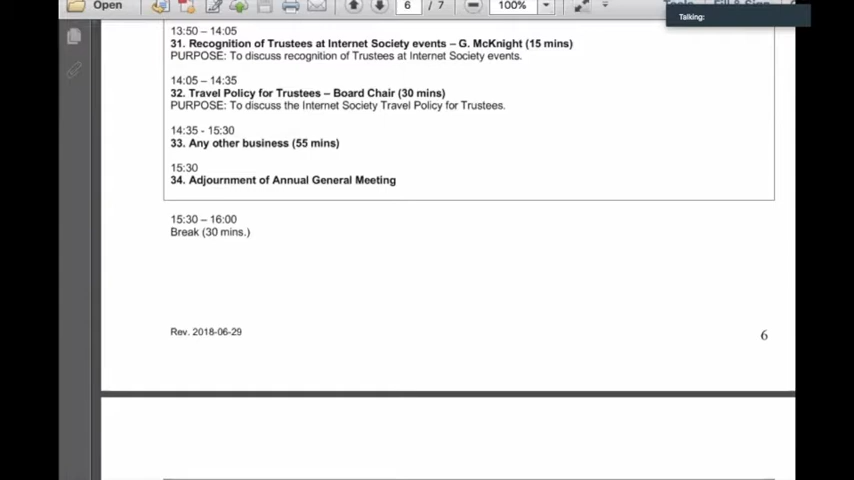 Open
6 / 7
100%
Talking:
13:50 – 14:05
31. Recognition of Trustees at Internet Society events – G. McKnight (15 mins)
PURPOSE: To discuss recognition of Trustees at Internet Society events.
14:05 – 14:35
32. Travel Policy for Trustees – Board Chair (30 mins)
PURPOSE: To discuss the Internet Society Travel Policy for Trustees.
14:35 - 15:30
33. Any other business (55 mins)
15:30
34. Adjournment of Annual General Meeting
15:30 – 16:00
Break (30 mins.)
Rev. 2018-06-29
6